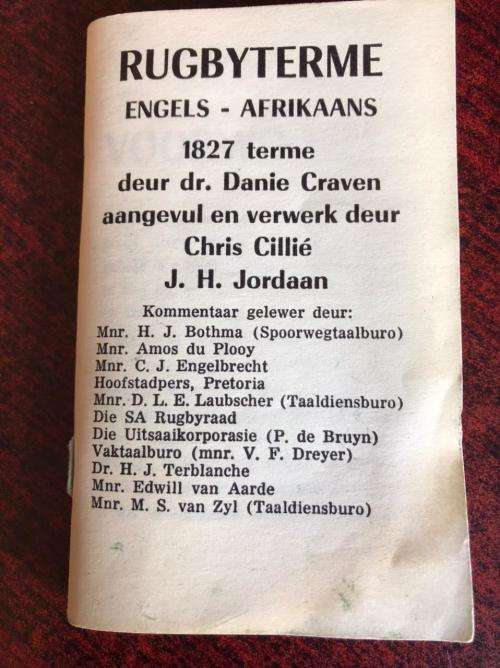 RUGBYTERME
ENGELS - AFRIKAANS
1827 terme
deur dr. Danie Craven
aangevul en verwerk deur
Chris Cillié
J. H. Jordaan
Kommentaar gelewer deur:
Mnr. H. J. Bothma (Spoorwegtaalburo)
Mnr. Amos du Plooy
Mnr. C. J. Engelbrecht
Hoofstadpers, Pretoria
Mnr. D. L. E. Laubscher (Taaldiensburo)
Die SA Rugbyraad
Die Uitsaaikorporasie (P. de Bruyn)
Vaktaalburo (mnr. V. F. Dreyer)
Dr. H. J. Terblanche
Mnr. Edwill van Aarde
Mnr. M. S. van Zyl (Taaldiensburo)